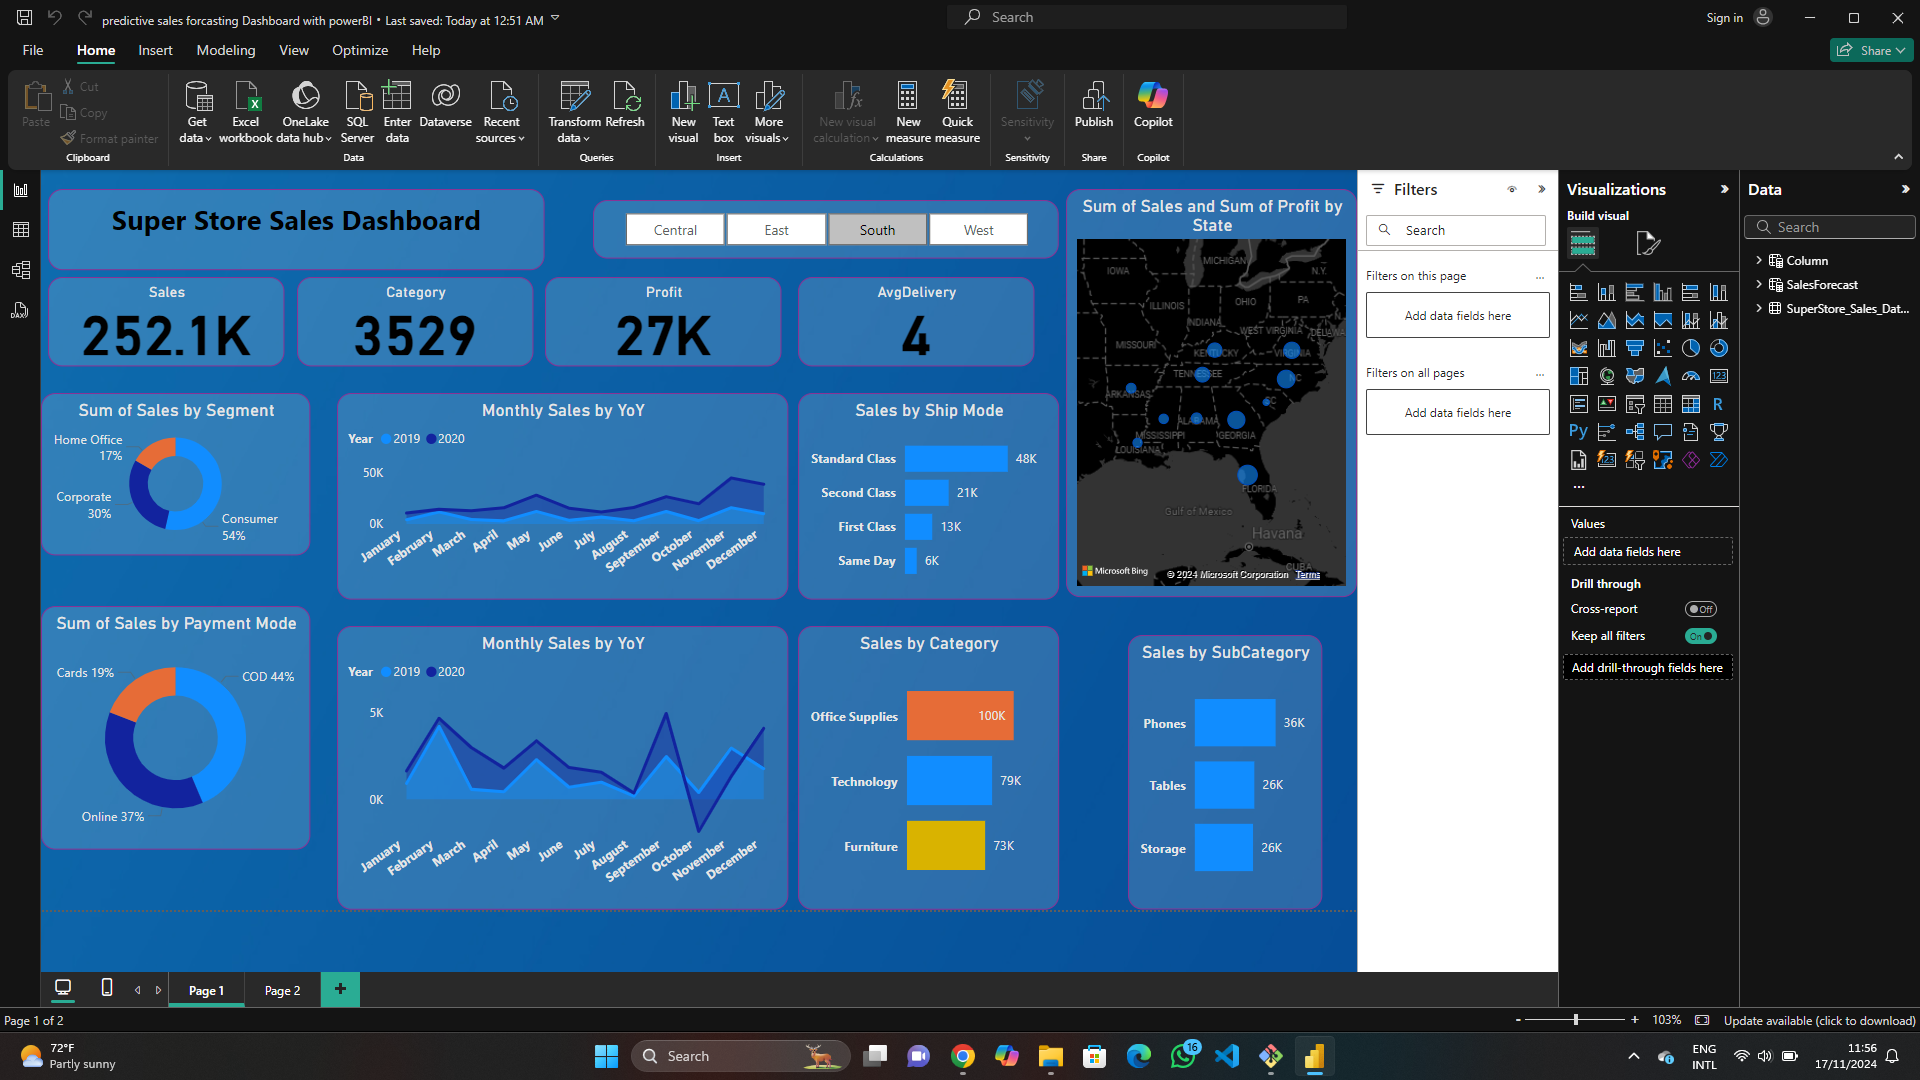 predictive sales forcasting Dashboard with powerBI • Last saved: Today at 12:51 AM
Search
Sign in
File
Home
Insert
Modeling
View
Optimize
Help
Share
Paste
Cut
Copy
Format painter
Clipboard
Get data
Excel workbook
OneLake data hub
SQL Server
Enter data
Dataverse
Recent sources
Data
Transform data
Refresh
Queries
New visual
Text box
More visuals
Insert
New visual calculation
New measure
Quick measure
Calculations
Sensitivity
Sensitivity
Publish
Share
Copilot
Copilot
Super Store Sales Dashboard
Central
East
South
West
Sales
252.1K
Category
3529
Profit
27K
AvgDelivery
4
Sum of Sales and Sum of Profit by State
IOWA
MICHIGAN
N.Y.
ILLINOIS
OHIO
PA
INDIANA
WEST VIRGINIA
DELAWA
MISSOURI
KENTUCKY
VIRGINIA
TENNESSEE
NC
ARKANSAS
SC
ALABAMA
MISSISSIPPI
GEORGIA
LOUISIANA
FLORIDA
Gulf of Mexico
Havana
CUBA
Microsoft Bing
© 2024 Microsoft Corporation
Terms
Sum of Sales by Segment
Home Office
17%
Corporate
30%
Consumer
54%
Monthly Sales by YoY
Year 2019 2020
50K
0K
January
February
March
April
May
June
July
August
September
October
November
December
Sales by Ship Mode
Standard Class 48K
Second Class 21K
First Class 13K
Same Day 6K
Sum of Sales by Payment Mode
Cards 19%
COD 44%
Online 37%
Monthly Sales by YoY
Year 2019 2020
5K
0K
January
February
March
April
May
June
July
August
September
October
November
December
Sales by Category
Office Supplies 100K
Technology 79K
Furniture 73K
Sales by SubCategory
Phones 36K
Tables 26K
Storage 26K
Filters
Search
Filters on this page
...
Add data fields here
Filters on all pages
...
Add data fields here
Visualizations
Build visual
123
R
Py
123
...
Values
Add data fields here
Drill through
Cross-report
Off
Keep all filters
On
Add drill-through fields here
Data
Search
Column
SalesForecast
SuperStore_Sales_Dat...
Page 1
Page 2
+
Page 1 of 2
- + 103%
Update available (click to download)
72°F
Partly sunny
Search
16
ENG
INTL
11:56
17/11/2024